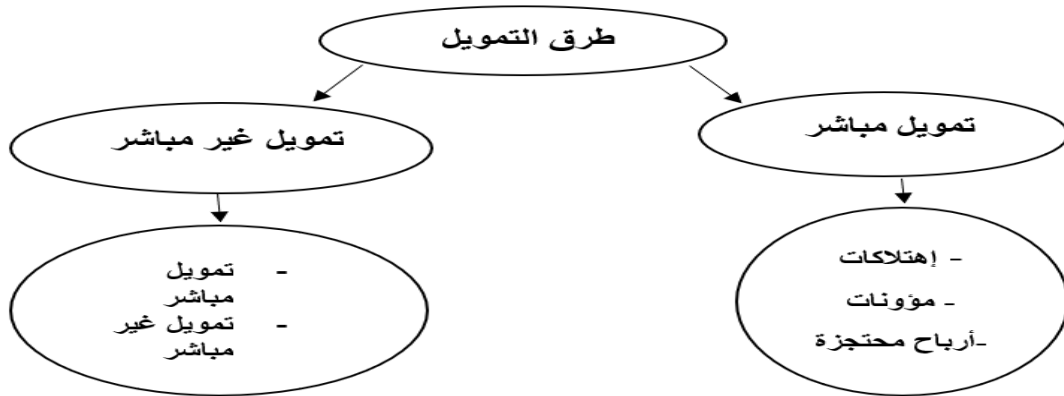 طرق التمويل
تمويل مباشر
تمويل غير مباشر
- إهتلاكات
- مؤونات
-أرباح محتجزة
- تمويل
مباشر
- تمويل غير
مباشر